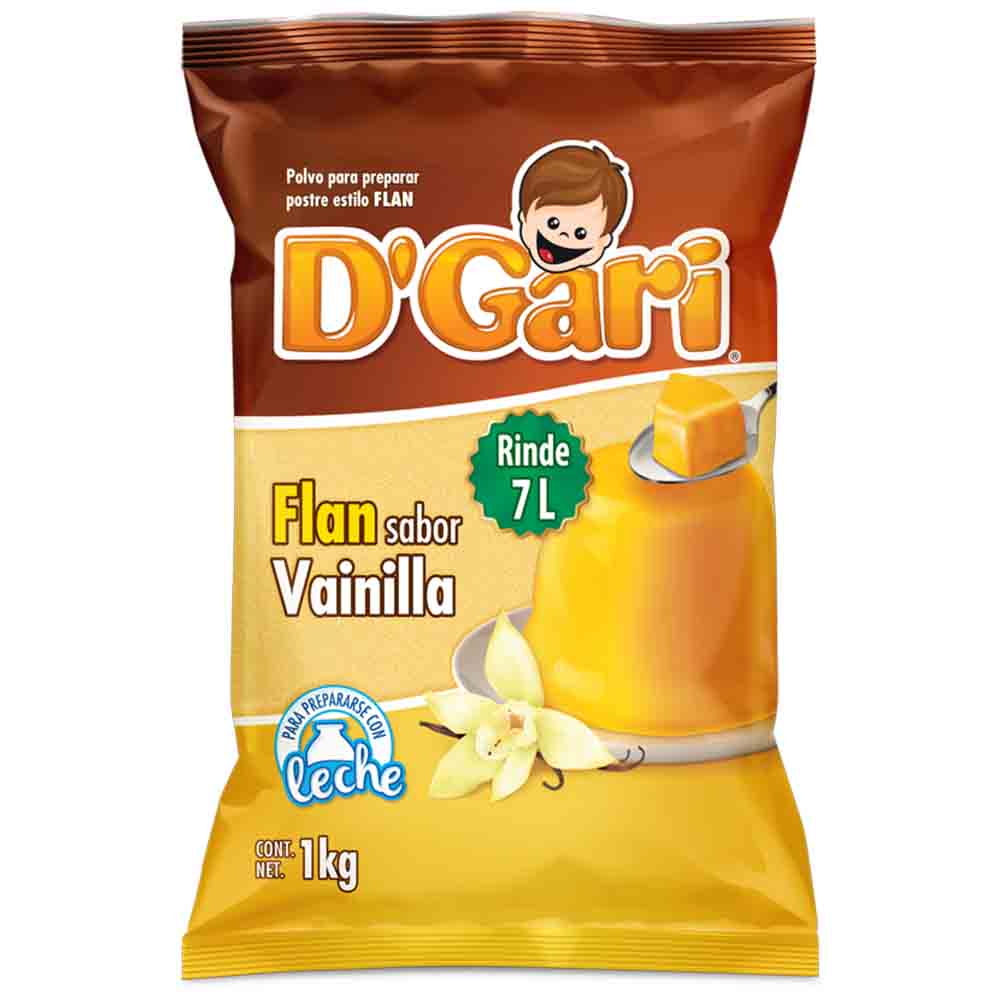 Polvo para preparar
postre estilo FLAN
D'Gari
®
Rinde
7 L
Flan sabor
Vainilla
PARA PREPARARSE CON
leche
CONT.
NET. 1kg